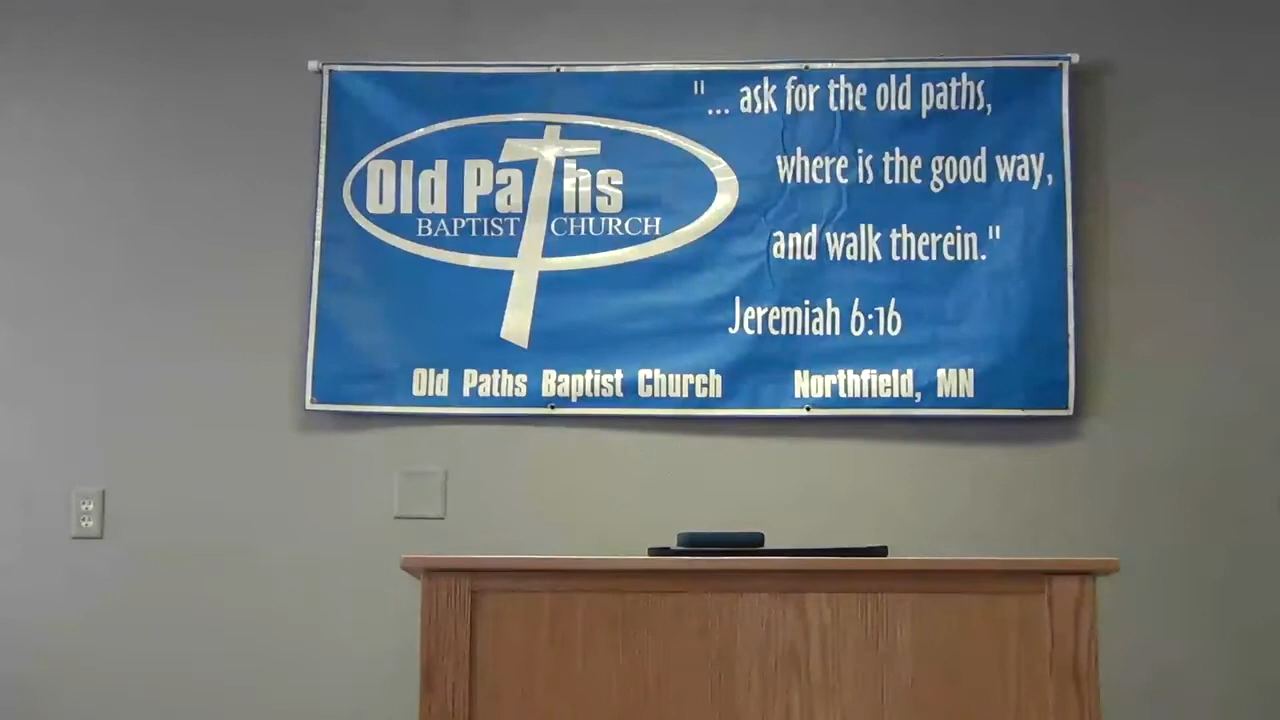 Old Paths
BAPTIST CHURCH
"... ask for the old paths,
where is the good way,
and walk therein."
Jeremiah 6:16
Old Paths Baptist Church Northfield, MN